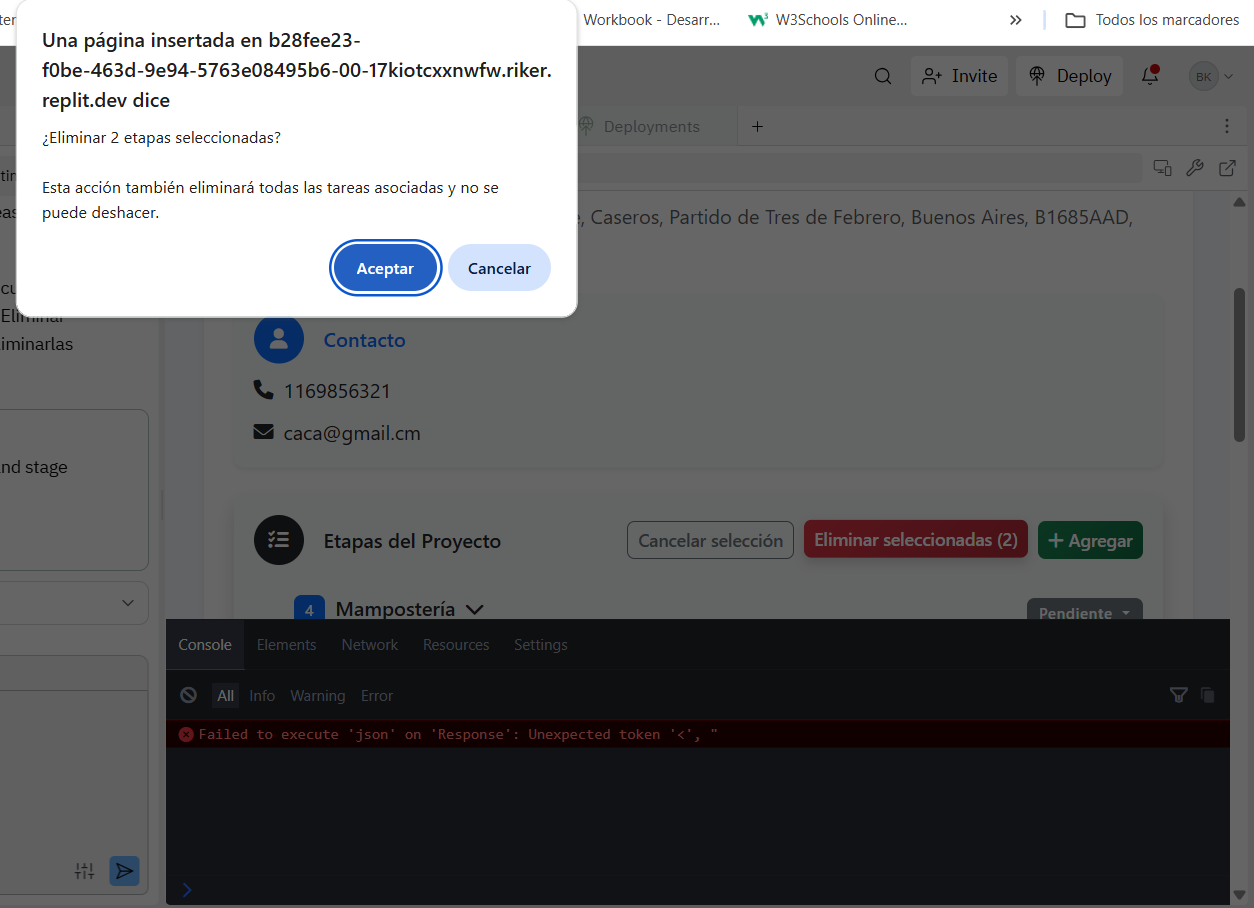 Workbook - Desarr...
W3Schools Online...
»
Todos los marcadores
Una página insertada en b28fee23-
f0be-463d-9e94-5763e08495b6-00-17kiotcxxnwfw.riker.
replit.dev dice
¿Eliminar 2 etapas seleccionadas?
Esta acción también eliminará todas las tareas asociadas y no se
puede deshacer.
Aceptar
Cancelar
Invite
Deploy
BK
Deployments
+
, Caseros, Partido de Tres de Febrero, Buenos Aires, B1685AAD,
Eliminar
iminarlas
nd stage
Contacto
1169856321
caca@gmail.cm
Etapas del Proyecto
Cancelar selección
Eliminar seleccionadas (2)
+ Agregar
4
Mampostería
Pendiente
Console
Elements
Network
Resources
Settings
All
Info
Warning
Error
Failed to execute 'json' on 'Response': Unexpected token '<', "